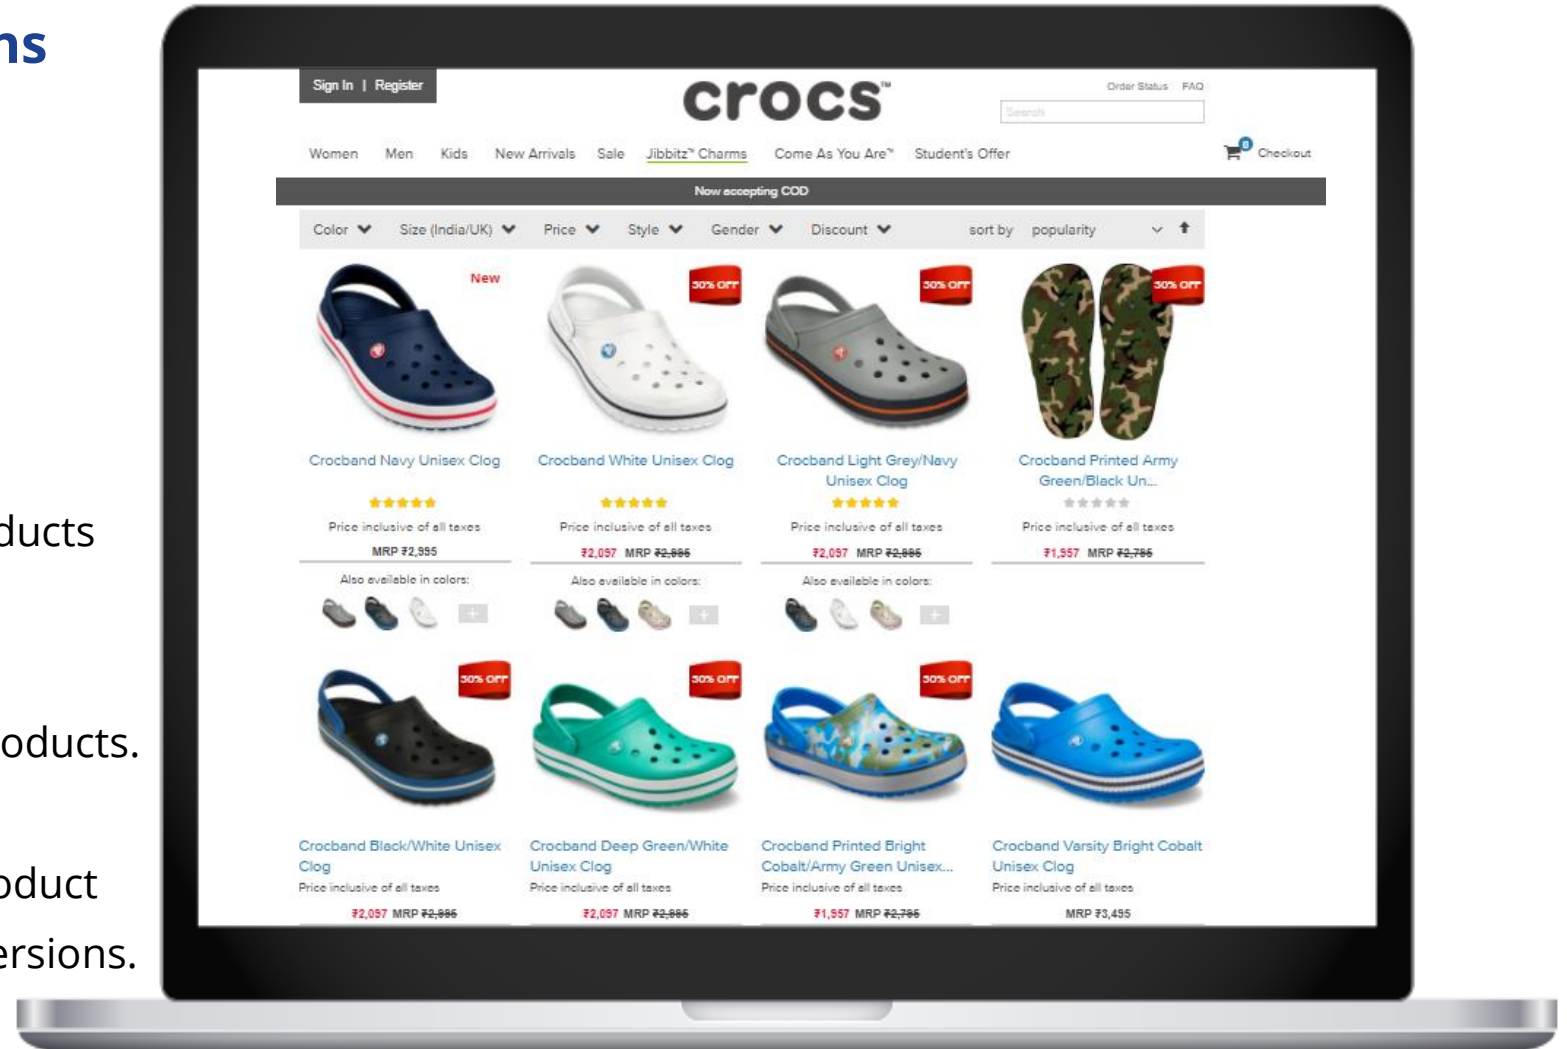 ns
ducts
oducts.
oduct
ersions.
Sign In | Register
crocs™
Order Status FAQ
Search
Women Men Kids New Arrivals Sale Jibbitz™ Charms Come As You Are™ Student's Offer
0 Checkout
Now accepting COD
Color Size (India/UK) Price Style Gender Discount sort by popularity
New
30% OFF
30% OFF
30% OFF
Crocband Navy Unisex Clog
Price inclusive of all taxes
MRP ₹2,995
Also available in colors:
+
Crocband White Unisex Clog
Price inclusive of all taxes
₹2,097 MRP ₹2,995
Also available in colors:
+
Crocband Light Grey/Navy
Unisex Clog
Price inclusive of all taxes
₹2,097 MRP ₹2,995
Also available in colors:
+
Crocband Printed Army
Green/Black Un...
Price inclusive of all taxes
₹1,957 MRP ₹2,795
30% OFF
30% OFF
30% OFF
Crocband Black/White Unisex
Clog
Price inclusive of all taxes
₹2,097 MRP ₹2,995
Crocband Deep Green/White
Unisex Clog
Price inclusive of all taxes
₹2,097 MRP ₹2,995
Crocband Printed Bright
Cobalt/Army Green Unisex...
Price inclusive of all taxes
₹1,957 MRP ₹2,795
Crocband Varsity Bright Cobalt
Unisex Clog
Price inclusive of all taxes
MRP ₹3,495